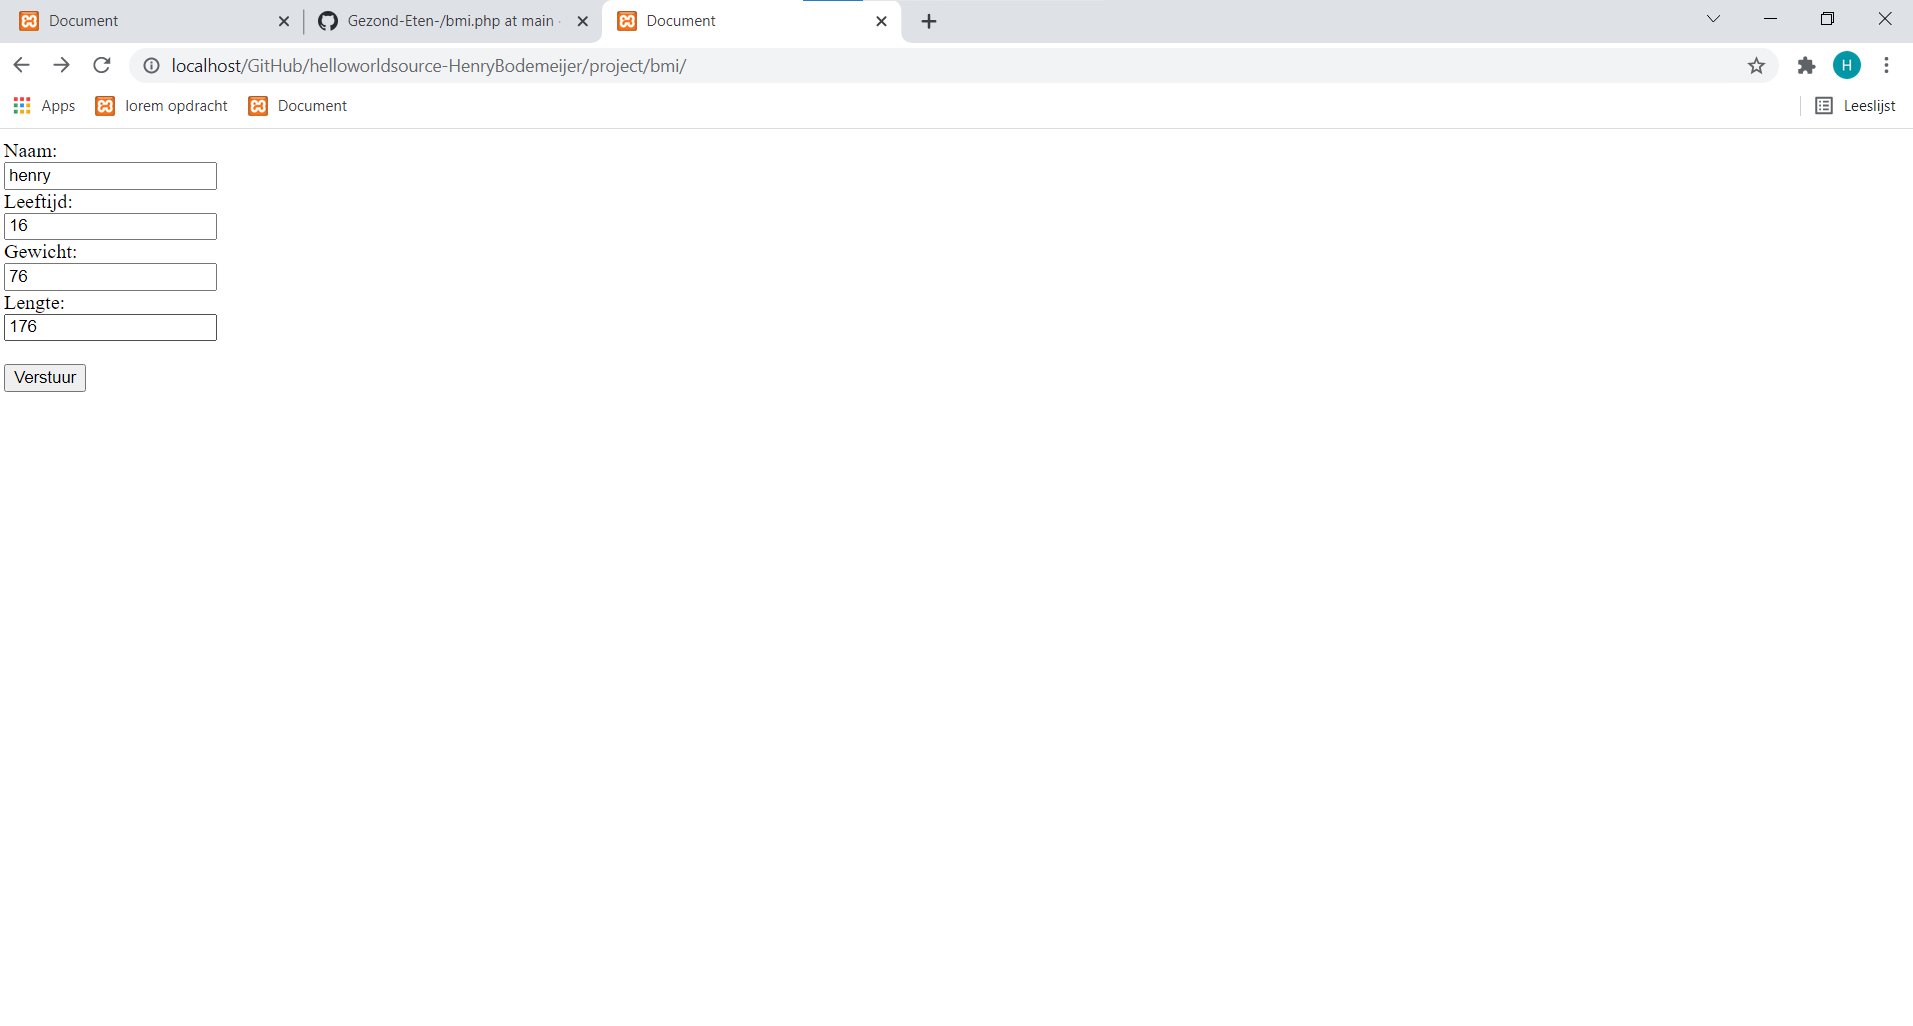 Document
Gezond-Eten-/bmi.php at main
Document
localhost/GitHub/helloworldsource-HenryBodemeijer/project/bmi/
H
Apps
lorem opdracht
Document
Leeslijst
Naam:
henry
Leeftijd:
16
Gewicht:
76
Lengte:
176
Verstuur